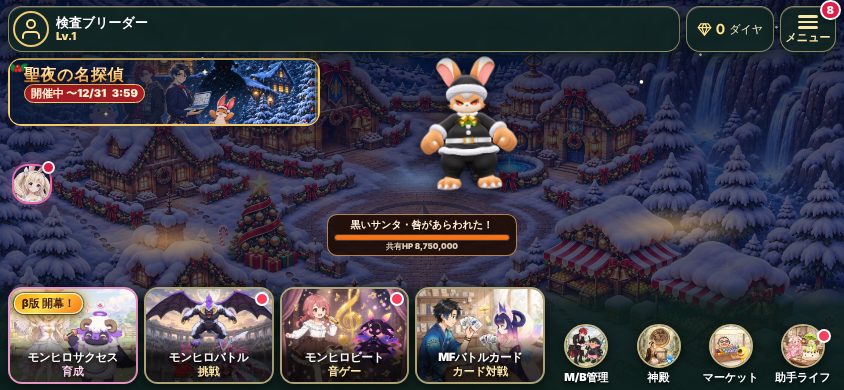 検査ブリーダー
Lv.1
0 ダイヤ
8
メニュー
聖夜の名探偵
開催中 〜12/31 3:59
黒いサンタ・咎があらわれた！
共有HP 8,750,000
β版 開幕！
モンヒロサクセス
育成
モンヒロバトル
挑戦
モンヒロビート
音ゲー
MFバトルカード
カード対戦
M/B管理
神殿
マーケット
助手ライフ